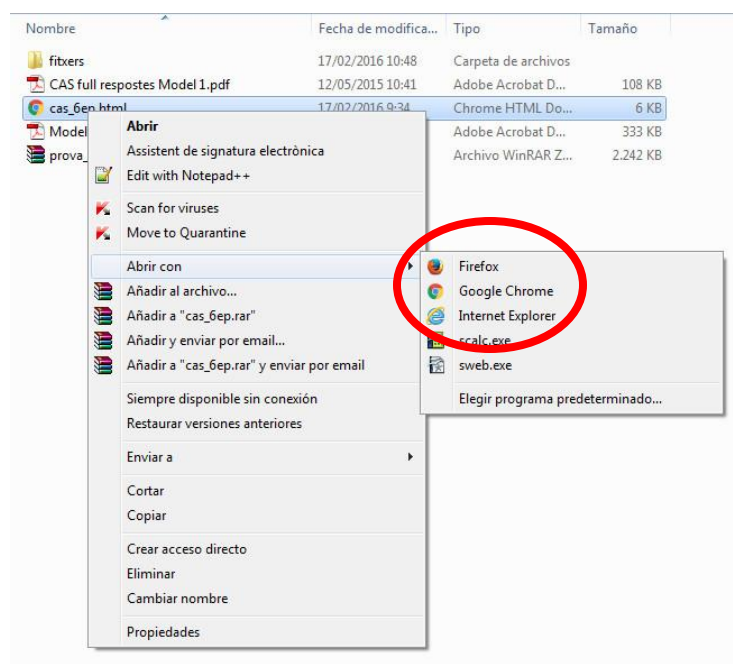 Nombre Fecha de modifica... Tipo Tamaño
fitxers 17/02/2016 10:48 Carpeta de archivos
CAS full respostes Model 1.pdf 12/05/2015 10:41 Adobe Acrobat D... 108 KB
cas_6ep.html 17/02/2016 9:34 Chrome HTML Do... 6 KB
Model Adobe Acrobat D... 333 KB
prova_ Archivo WinRAR Z... 2.242 KB
Abrir
Assistent de signatura electrònica
Edit with Notepad++
Scan for viruses
Move to Quarantine
Abrir con
Añadir al archivo...
Añadir a "cas_6ep.rar"
Añadir y enviar por email...
Añadir a "cas_6ep.rar" y enviar por email
Siempre disponible sin conexión
Restaurar versiones anteriores
Enviar a
Cortar
Copiar
Crear acceso directo
Eliminar
Cambiar nombre
Propiedades
Firefox
Google Chrome
Internet Explorer
scalc.exe
sweb.exe
Elegir programa predeterminado...